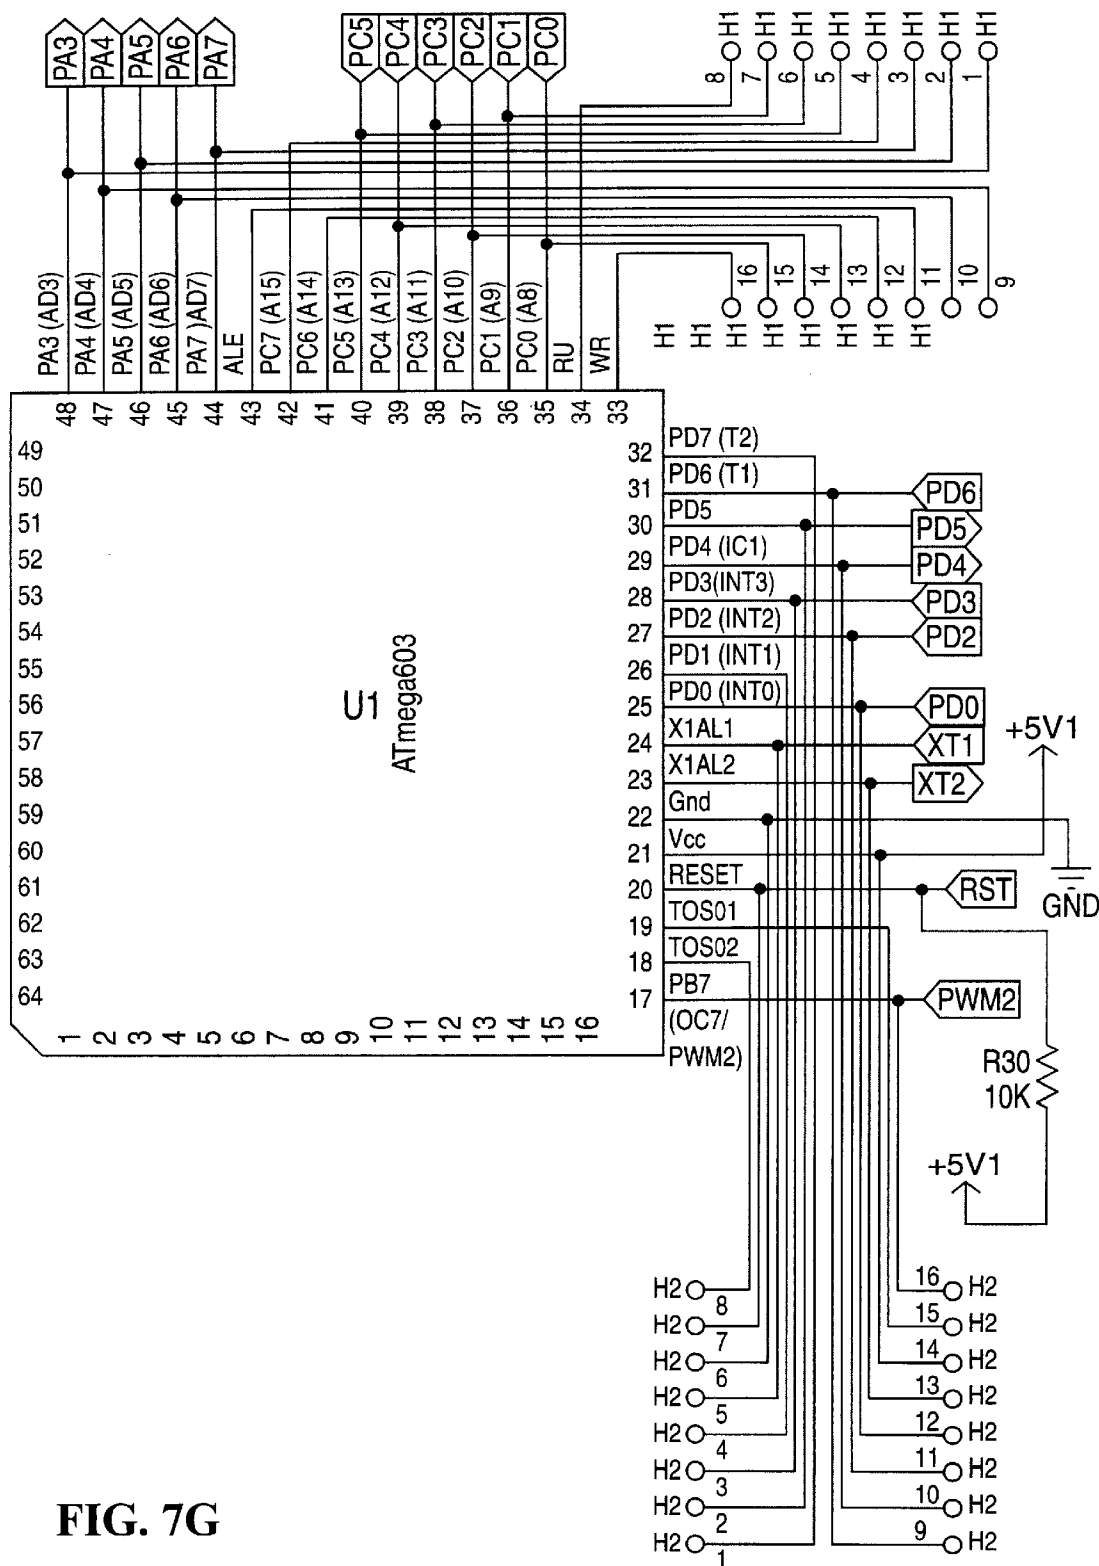 PA3
PA4
PA5
PA6
PA7
PC5
PC4
PC3
PC2
PC1
PC0
H1 H1 H1 H1 H1 H1 H1 H1
8 7 6 5 4 3 2 1
16 15 14 13 12 11 10 9
H1 H1 H1 H1 H1 H1 H1 H1
PA3 (AD3)
PA4 (AD4)
PA5 (AD5)
PA6 (AD6)
PA7 )AD7)
ALE
PC7 (A15)
PC6 (A14)
PC5 (A13)
PC4 (A12)
PC3 (A11)
PC2 (A10)
PC1 (A9)
PC0 (A8)
RU
WR
48 47 46 45 44 43 42 41 40 39 38 37 36 35 34 33
49
50
51
52
53
54
55
56
57
58
59
60
61
62
63
64
U1
ATmega603
1 2 3 4 5 6 7 8 9 10 11 12 13 14 15 16
32 PD7 (T2)
31 PD6 (T1) PD6
30 PD5 PD5
29 PD4 (IC1) PD4
28 PD3(INT3) PD3
27 PD2 (INT2) PD2
26 PD1 (INT1)
25 PD0 (INT0) PD0
24 X1AL1 XT1
23 X1AL2 XT2
22 Gnd
21 Vcc
20 RESET RST
19 TOS01
18 TOS02
17 PB7 PWM2
(OC7/
PWM2)
+5V1
GND
R30
10K
+5V1
H2 8 16 H2
H2 7 15 H2
H2 6 14 H2
H2 5 13 H2
H2 4 12 H2
H2 3 11 H2
H2 2 10 H2
H2 1 9 H2
FIG. 7G